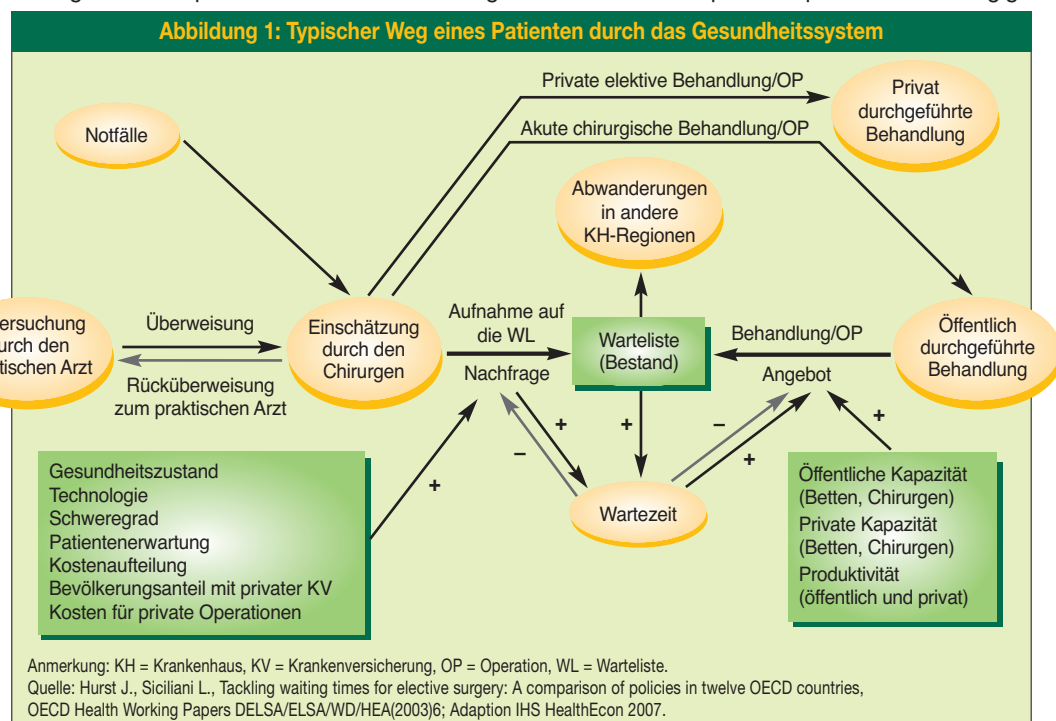 Abbildung 1: Typischer Weg eines Patienten durch das Gesundheitssystem
Private elektive Behandlung/OP
Privat
durchgeführte
Behandlung
Notfälle
Akute chirurgische Behandlung/OP
Abwanderungen
in andere
KH-Regionen
ersuchung
urch den
tischen Arzt
Überweisung
Rücküberweisung
zum praktischen Arzt
Einschätzung
durch den
Chirurgen
Aufnahme auf
die WL
Nachfrage
Warteliste
(Bestand)
Behandlung/OP
Angebot
Öffentlich
durchgeführte
Behandlung
+
–
+
+
–
+
+
Wartezeit
Gesundheitszustand
Technologie
Schweregrad
Patientenerwartung
Kostenaufteilung
Bevölkerungsanteil mit privater KV
Kosten für private Operationen
Öffentliche Kapazität
(Betten, Chirurgen)
Private Kapazität
(Betten, Chirurgen)
Produktivität
(öffentlich und privat)
Anmerkung: KH = Krankenhaus, KV = Krankenversicherung, OP = Operation, WL = Warteliste.
Quelle: Hurst J., Siciliani L., Tackling waiting times for elective surgery: A comparison of policies in twelve OECD countries,
OECD Health Working Papers DELSA/ELSA/WD/HEA(2003)6; Adaption IHS HealthEcon 2007.